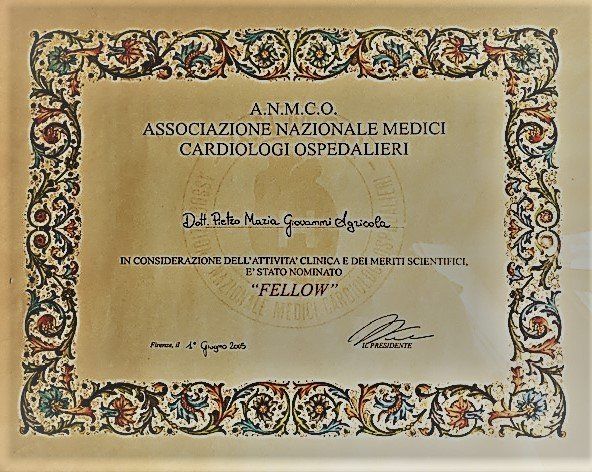 A.N.M.C.O.
ASSOCIAZIONE NAZIONALE MEDICI
CARDIOLOGI OSPEDALIERI
Dott. Pietro Maria Giovanni Agricola
IN CONSIDERAZIONE DELL'ATTIVITA' CLINICA E DEI MERITI SCIENTIFICI,
E' STATO NOMINATO
"FELLOW"
Firenze, il 1° Giugno 2005
IL PRESIDENTE